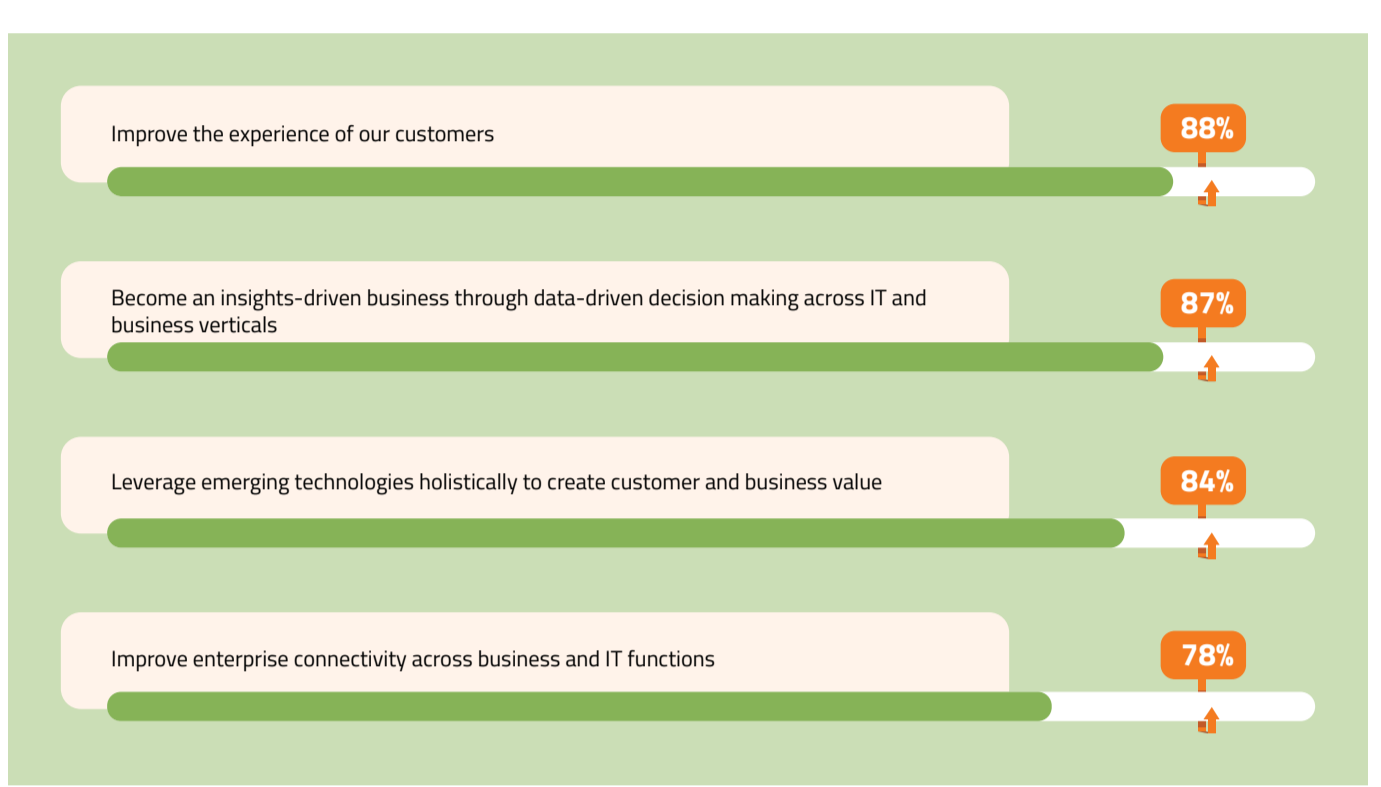 Improve the experience of our customers
88%
Become an insights-driven business through data-driven decision making across IT and
business verticals
87%
Leverage emerging technologies holistically to create customer and business value
84%
Improve enterprise connectivity across business and IT functions
78%